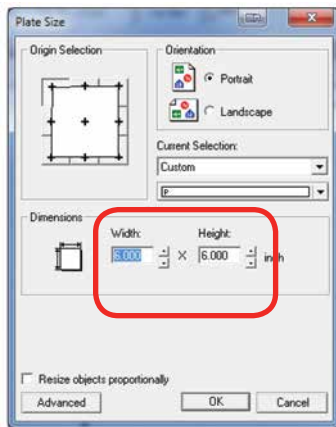 Plate Size
Origin Selection
Orientation
Portrait
Landscape
Current Selection:
Custom
P
Dimensions
Width:
Height:
6.000
X
6.000
inch
Resize objects proportionally
Advanced
OK
Cancel